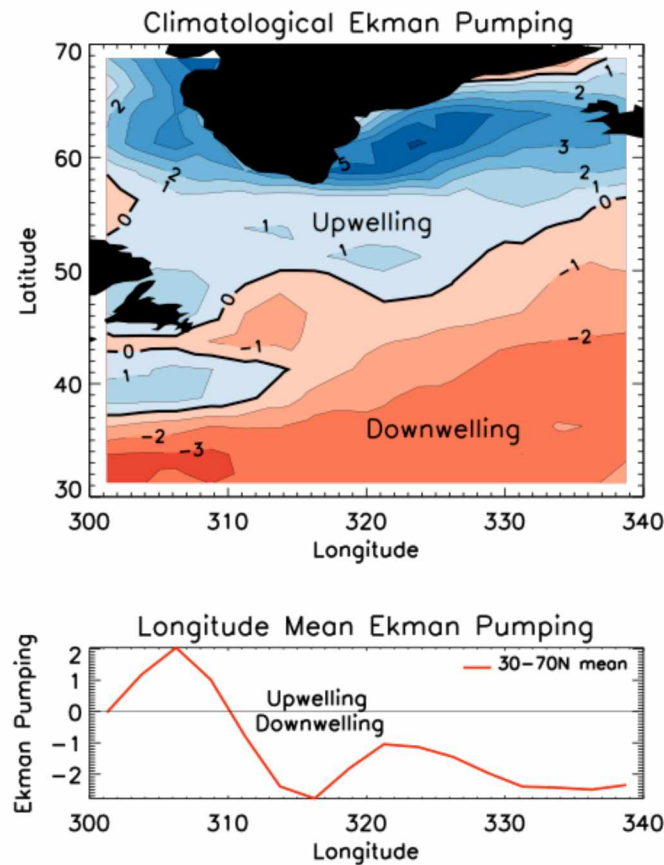 Climatological Ekman Pumping
70
60
50
40
30
Latitude
1
2
2
3
5
2
2
1
1
0
0
1
Upwelling
1
0
-1
-1
0
-2
1
Downwelling
-2
-3
300 310 320 330 340
Longitude
Longitude Mean Ekman Pumping
2
1
0
-1
-2
Ekman Pumping
30-70N mean
Upwelling
Downwelling
300 310 320 330 340
Longitude